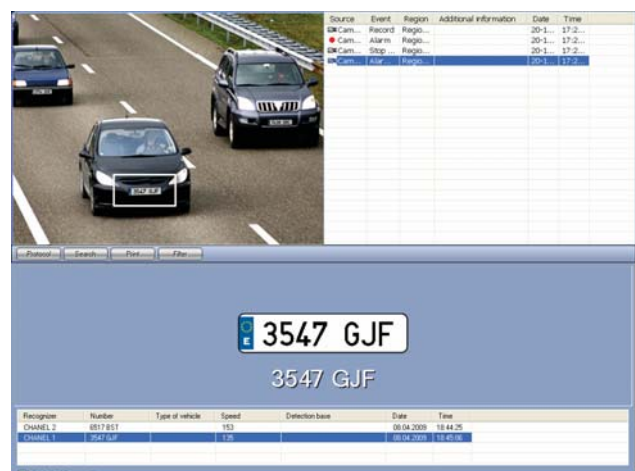 Source Event Region Additional information Date Time
Cam... Record Regio... 20-1... 17:2...
Cam... Alarm Regio... 20-1... 17:2...
Cam... Stop ... Regio... 20-1... 17:2...
Cam... Alar... Regio... 20-1... 17:2...
3547 GJF
Protocol Search Print Filter
E 3547 GJF
3547 GJF
Recognizer Number Type of vehicle Speed Detection base Date Time
CHANEL 2 6517 BST 153 08.04.2009 18:44:25
CHANEL 1 3547 GJF 135 08.04.2009 18:45:06